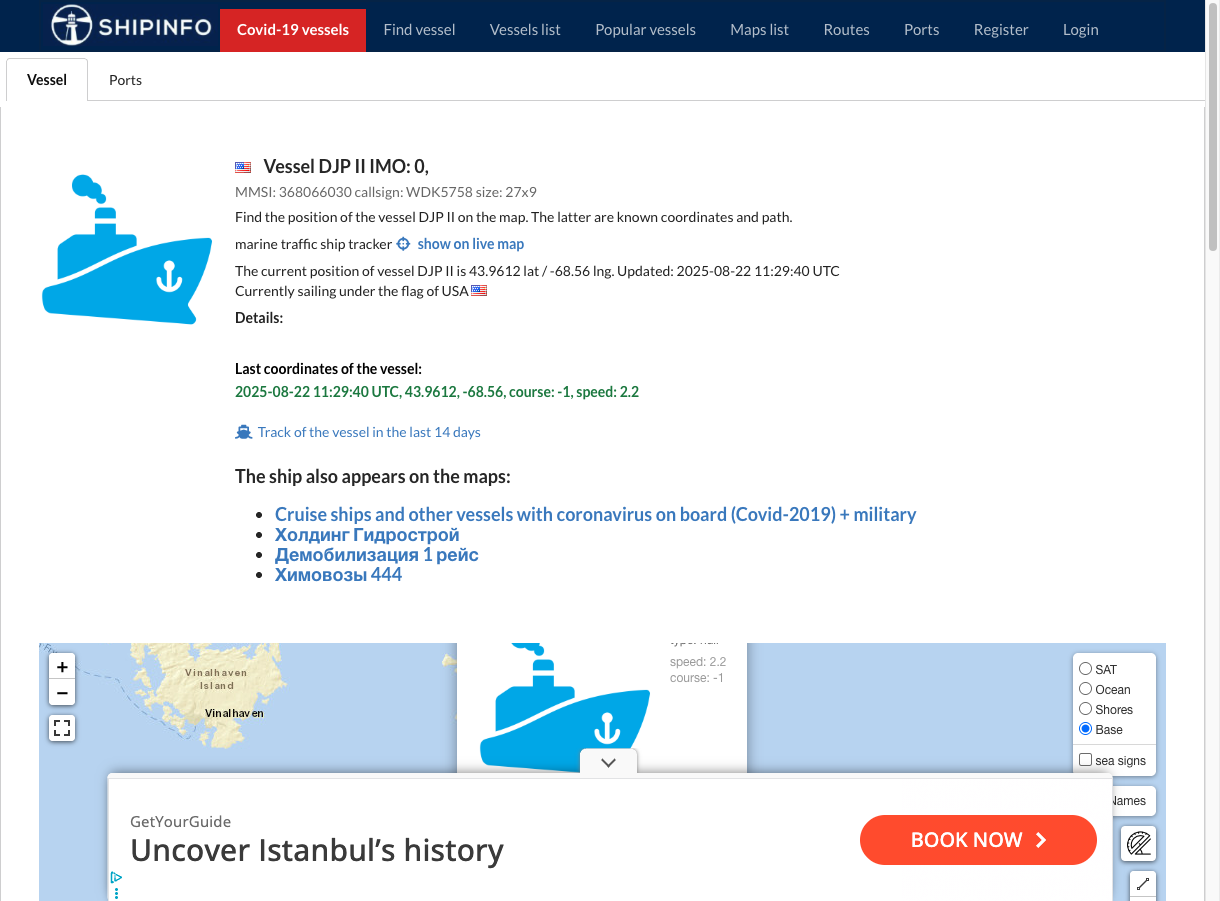 SHIPINFO
Covid-19 vessels
Find vessel
Vessels list
Popular vessels
Maps list
Routes
Ports
Register
Login
Vessel
Ports
Vessel DJP II IMO: 0,
MMSI: 368066030 callsign: WDK5758 size: 27x9
Find the position of the vessel DJP II on the map. The latter are known coordinates and path.
marine traffic ship tracker show on live map
The current position of vessel DJP II is 43.9612 lat / -68.56 lng. Updated: 2025-08-22 11:29:40 UTC
Currently sailing under the flag of USA
Details:
Last coordinates of the vessel:
2025-08-22 11:29:40 UTC, 43.9612, -68.56, course: -1, speed: 2.2
Track of the vessel in the last 14 days
The ship also appears on the maps:
Cruise ships and other vessels with coronavirus on board (Covid-2019) + military
Холдинг Гидрострой
Демобилизация 1 рейс
Химовозы 444
+
−
Vinalhaven
Island
Vinalhaven
speed: 2.2
course: -1
SAT
Ocean
Shores
Base
sea signs
Names
GetYourGuide
Uncover Istanbul’s history
BOOK NOW